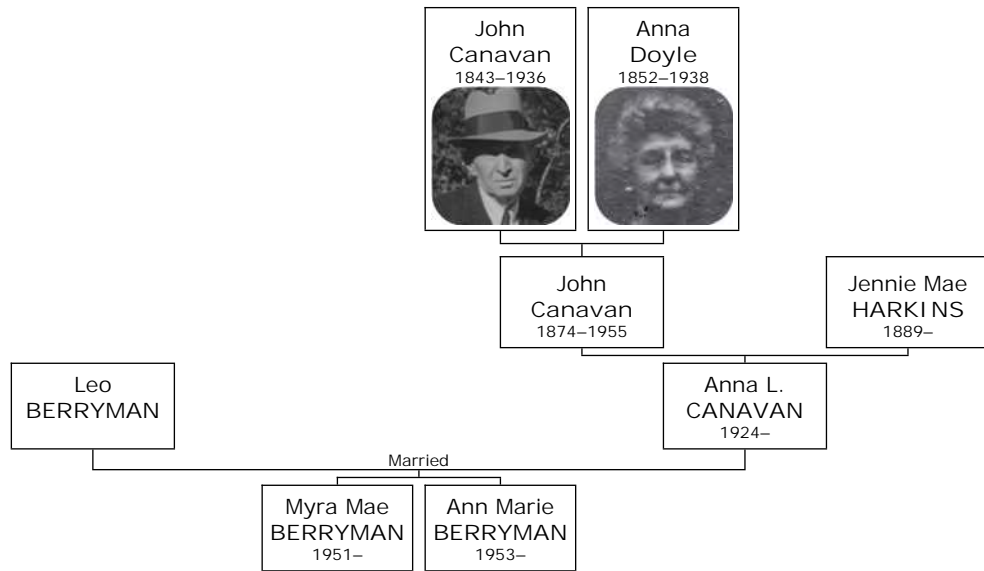 John
Canavan
1843–1936
Anna
Doyle
1852–1938
John
Canavan
1874–1955
Jennie Mae
HARKINS
1889–
Leo
BERRYMAN
Anna L.
CANAVAN
1924–
Married
Myra Mae
BERRYMAN
1951–
Ann Marie
BERRYMAN
1953–